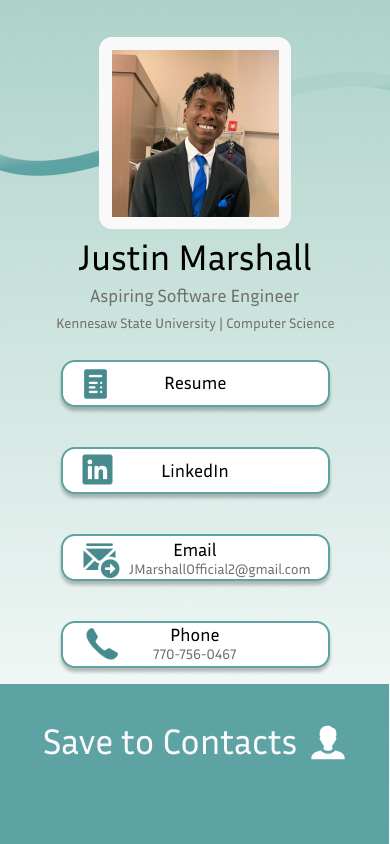 Justin Marshall
Aspiring Software Engineer
Kennesaw State University | Computer Science
Resume
in
LinkedIn
Email
JMarshallOfficial2@gmail.com
Phone
770-756-0467
Save to Contacts